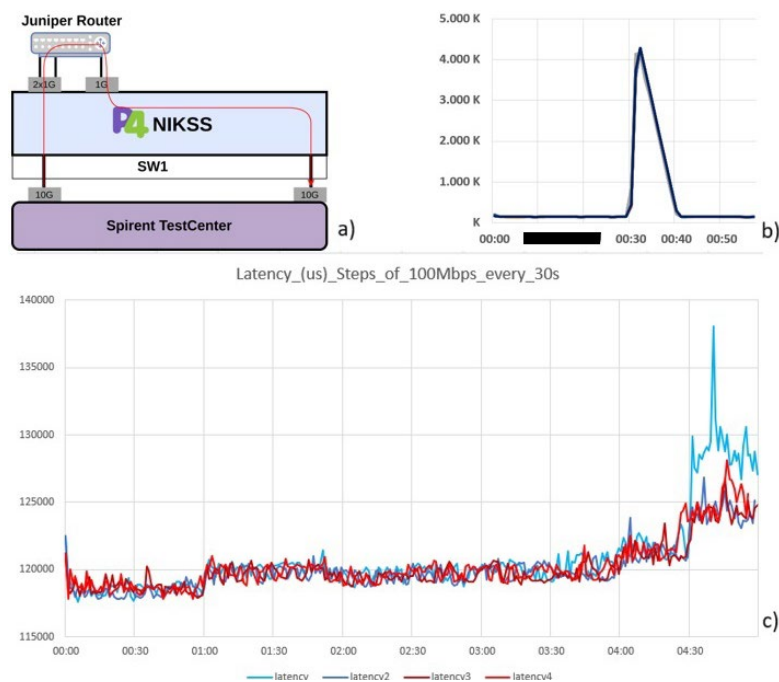 Juniper Router
2x1G
1G
P4 NIKSS
SW1
10G
10G
Spirent TestCenter
a)
5.000 K
4.000 K
3.000 K
2.000 K
1.000 K
K
00:00
00:30
00:40
00:50
b)
Latency_(us)_Steps_of_100Mbps_every_30s
140000
135000
130000
125000
120000
115000
00:00 00:30 01:00 01:30 02:00 02:30 03:00 03:30 04:00 04:30
c)
latency latency2 latency3 latency4